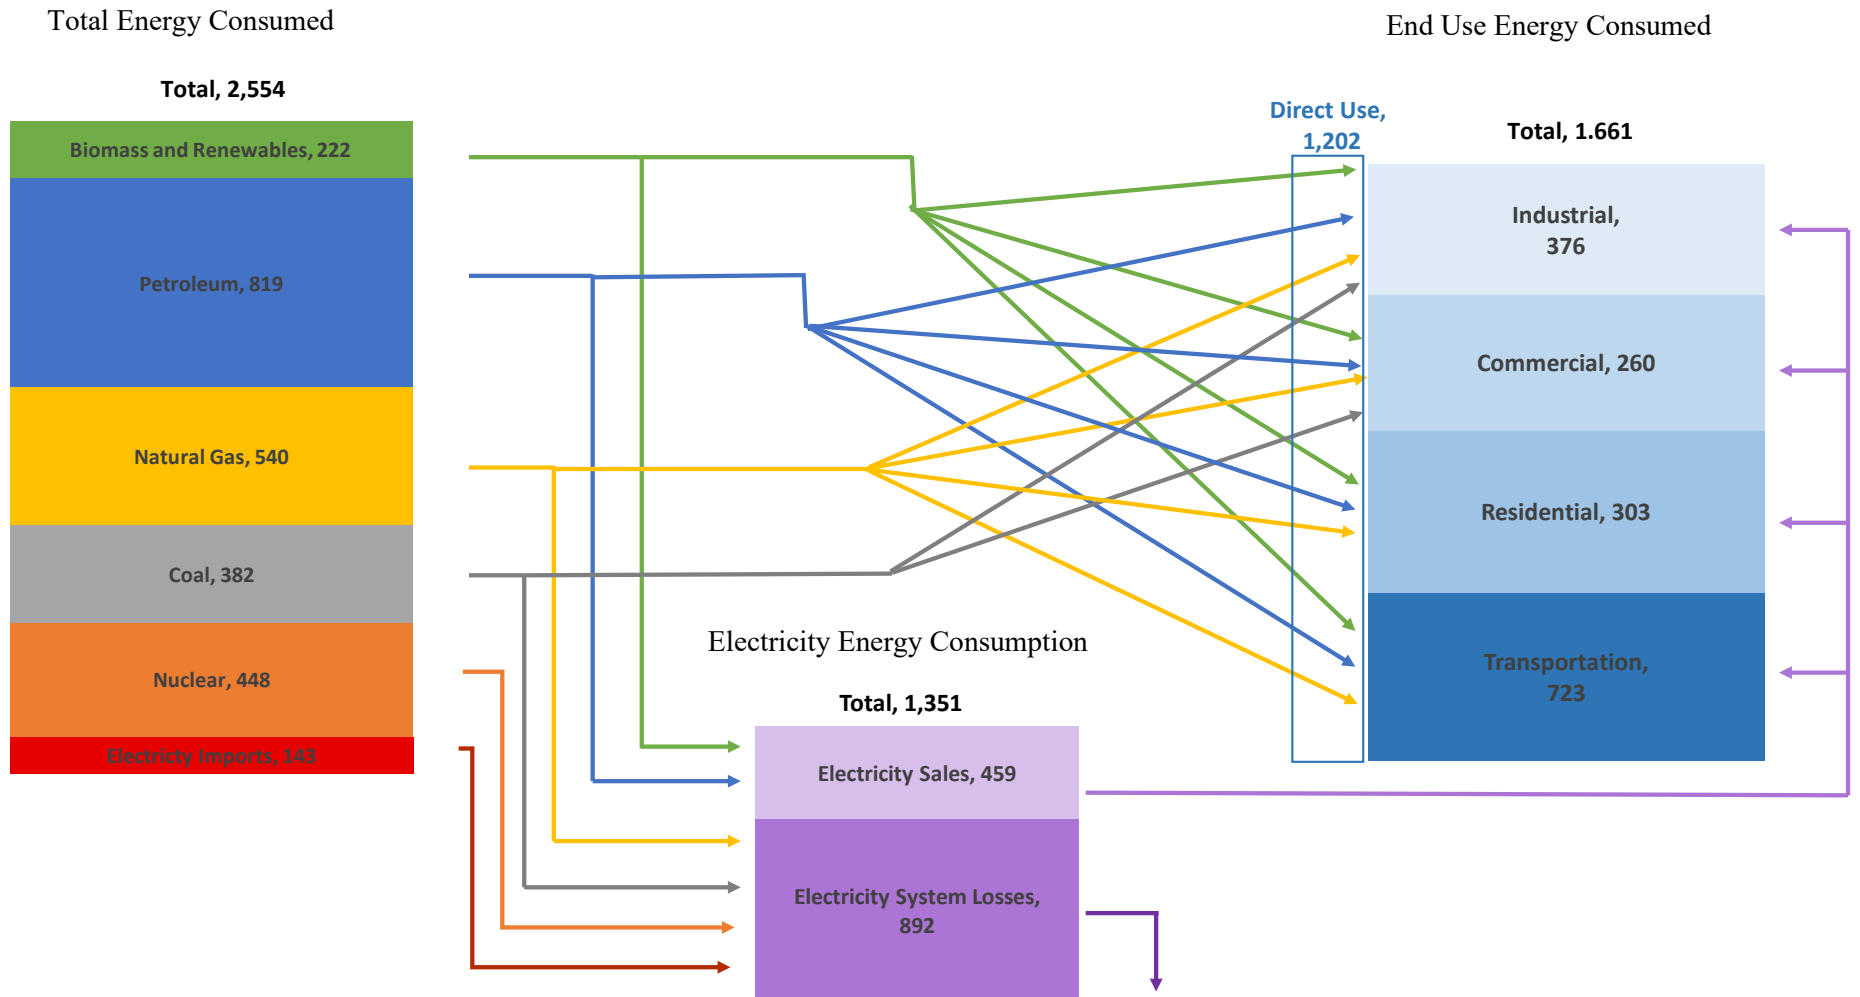 Total Energy Consumed
End Use Energy Consumed
Total, 2,554
Direct Use,
1,202
Total, 1.661
Biomass and Renewables, 222
Petroleum, 819
Natural Gas, 540
Coal, 382
Nuclear, 448
Electricty Imports, 143
Industrial,
376
Commercial, 260
Residential, 303
Transportation,
723
Electricity Energy Consumption
Total, 1,351
Electricity Sales, 459
Electricity System Losses,
892